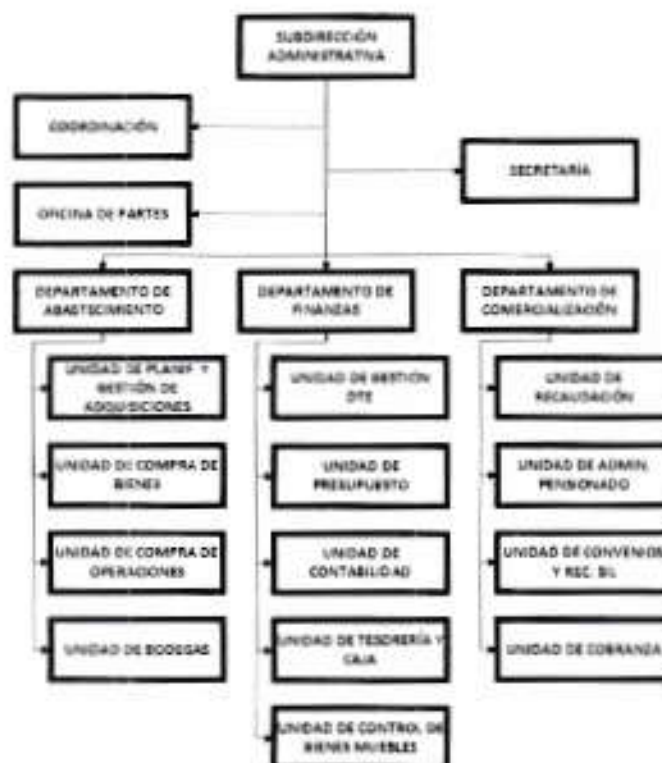 SUBDIRECCIÓN
ADMINISTRATIVA
COORDINACIÓN
SECRETARÍA
OFICINA DE PARTES
DEPARTAMENTO DE
ABASTECIMIENTO
DEPARTAMENTO DE
FINANZAS
DEPARTAMENTO DE
COMERCIALIZACIÓN
UNIDAD DE PLANIF. Y
GESTIÓN DE
ADQUISICIONES
UNIDAD DE GESTIÓN
DTE
UNIDAD DE
RECAUDACIÓN
UNIDAD DE COMPRA DE
BIENES
UNIDAD DE
PRESUPUESTO
UNIDAD DE ADMIN.
PENSIONADO
UNIDAD DE COMPRA DE
OPERACIONES
UNIDAD DE
CONTABILIDAD
UNIDAD DE CONVENIOS
Y REC. SIL
UNIDAD DE BODEGAS
UNIDAD DE TESORERÍA Y
CAJA
UNIDAD DE COBRANZA
UNIDAD DE CONTROL DE
BIENES MUEBLES